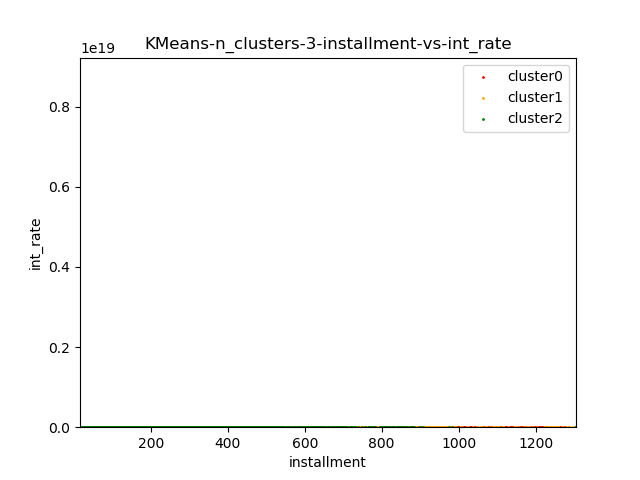 KMeans-n_clusters-3-installment-vs-int_rate
1e19
cluster0
cluster1
cluster2
0.8
0.6
0.4
0.2
0.0
int_rate
200 400 600 800 1000 1200
installment